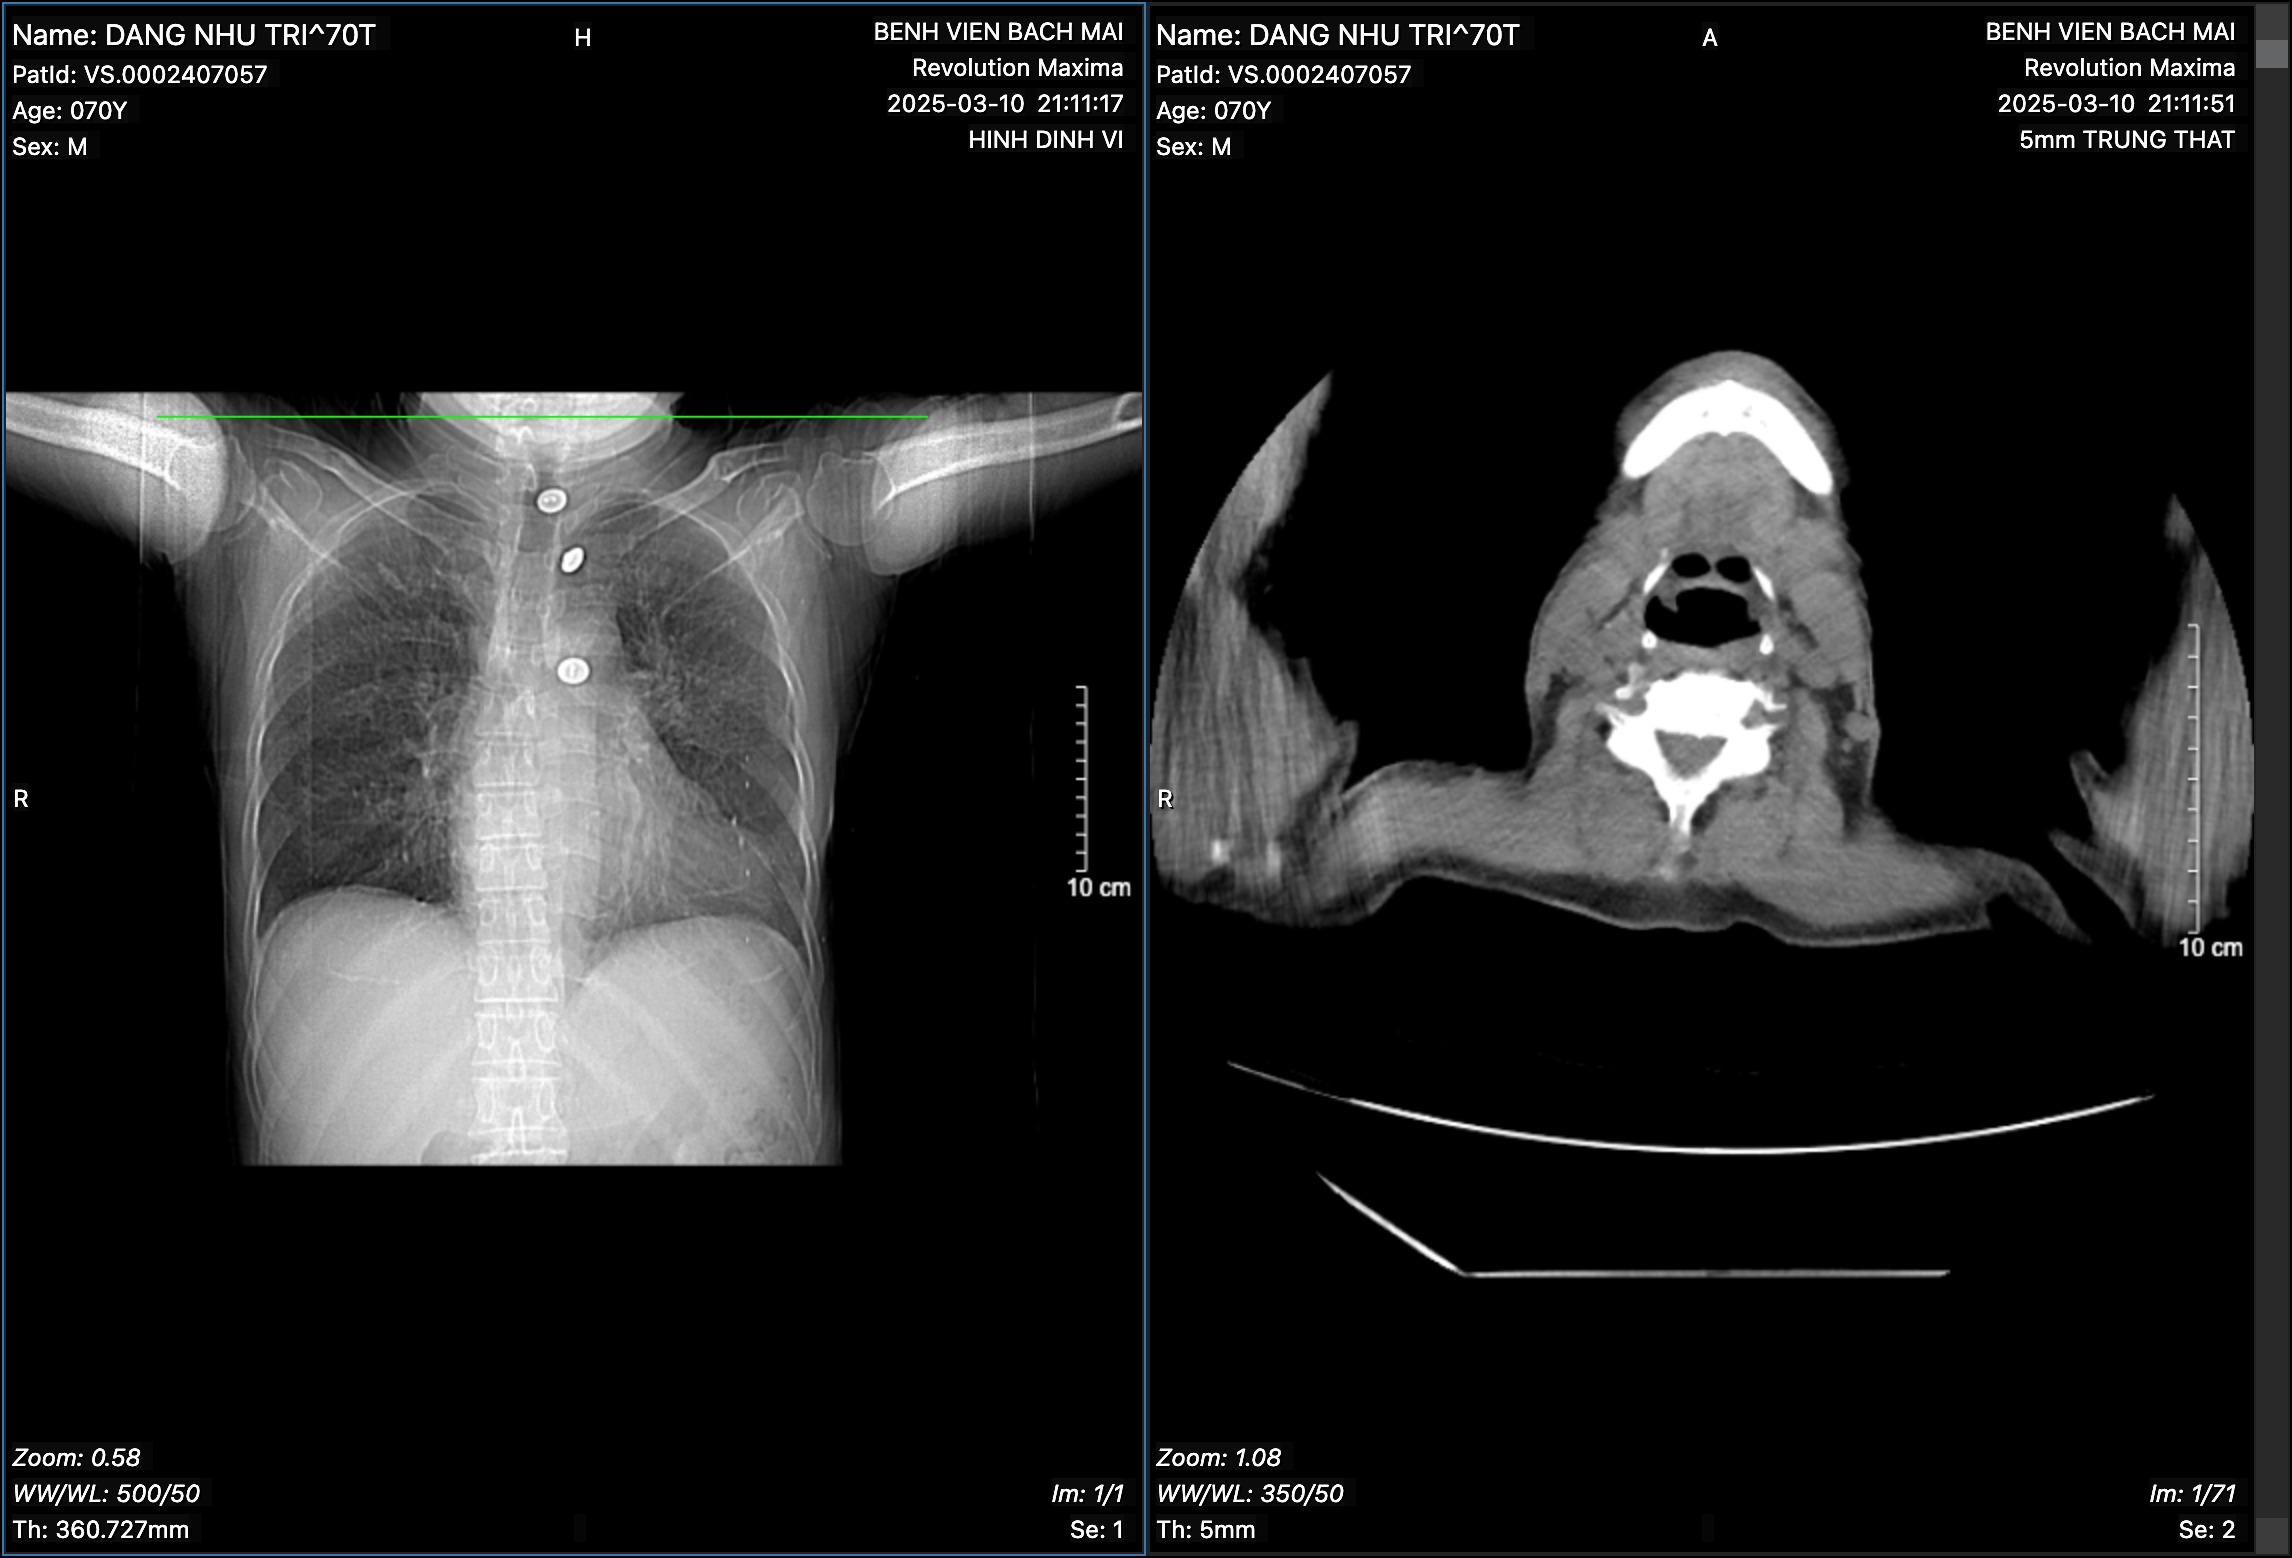 Name: DANG NHU TRI^70T
PatId: VS.0002407057
Age: 070Y
Sex: M
H
BENH VIEN BACH MAI
Revolution Maxima
2025-03-10 21:11:17
HINH DINH VI
R
10 cm
Zoom: 0.58
WW/WL: 500/50
Th: 360.727mm
Im: 1/1
Se: 1
Name: DANG NHU TRI^70T
PatId: VS.0002407057
Age: 070Y
Sex: M
A
BENH VIEN BACH MAI
Revolution Maxima
2025-03-10 21:11:51
5mm TRUNG THAT
R
10 cm
Zoom: 1.08
WW/WL: 350/50
Th: 5mm
Im: 1/71
Se: 2